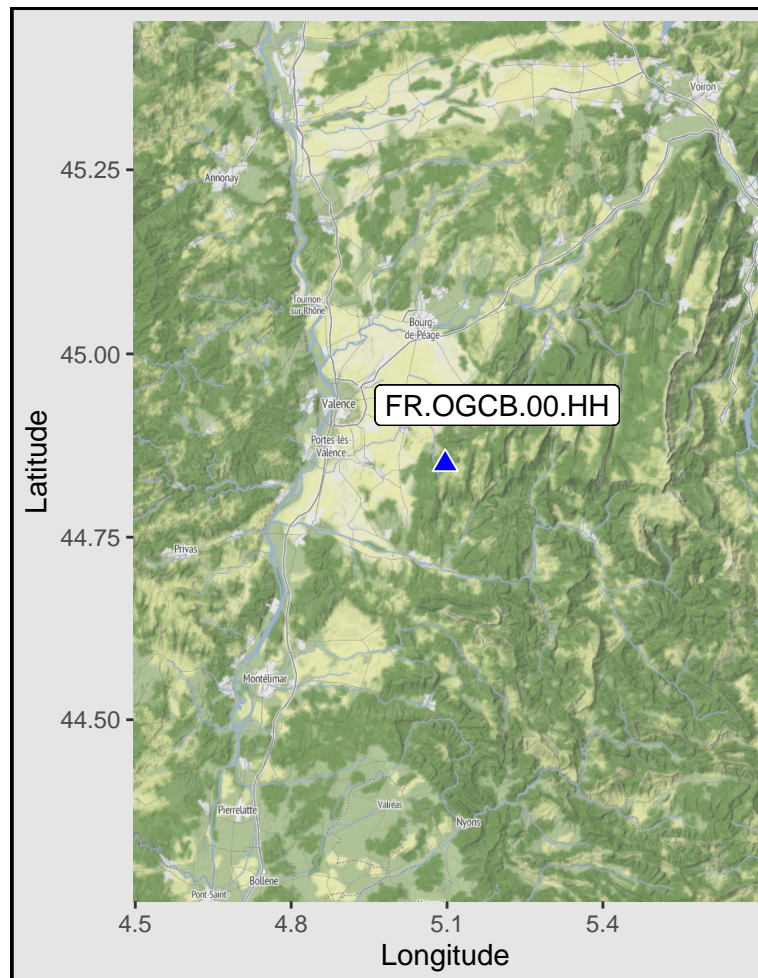 Voiron
45.25
Annonay
Tournon
sur-Rhône
Bourg-
de-Péage
45.00
Valence
FR.OGCB.00.HH
Portes-lès-
Valence
Latitude
44.75
Privas
Montélimar
44.50
Pierrelatte
Valréas
Nyons
Bollène
Pont-Saint-
4.5
4.8
5.1
5.4
Longitude